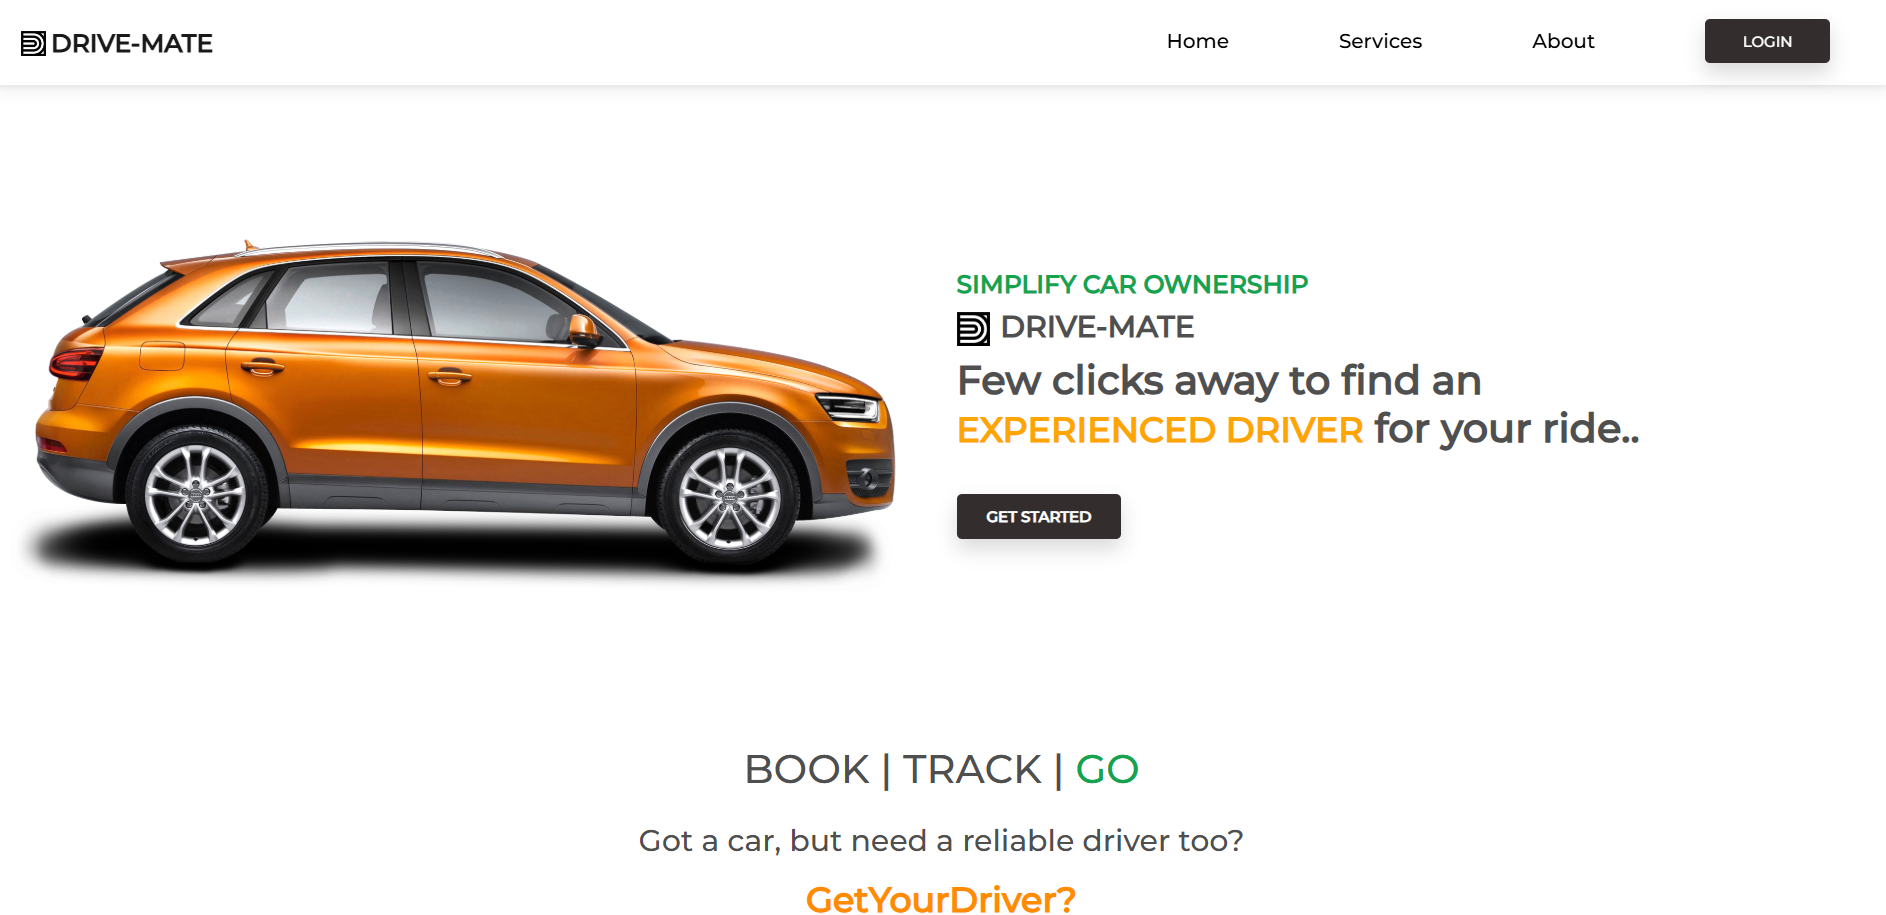 DRIVE-MATE
Home
Services
About
LOGIN
SIMPLIFY CAR OWNERSHIP
DRIVE-MATE
Few clicks away to find an
EXPERIENCED DRIVER for your ride..
GET STARTED
BOOK | TRACK | GO
Got a car, but need a reliable driver too?
GetYourDriver?